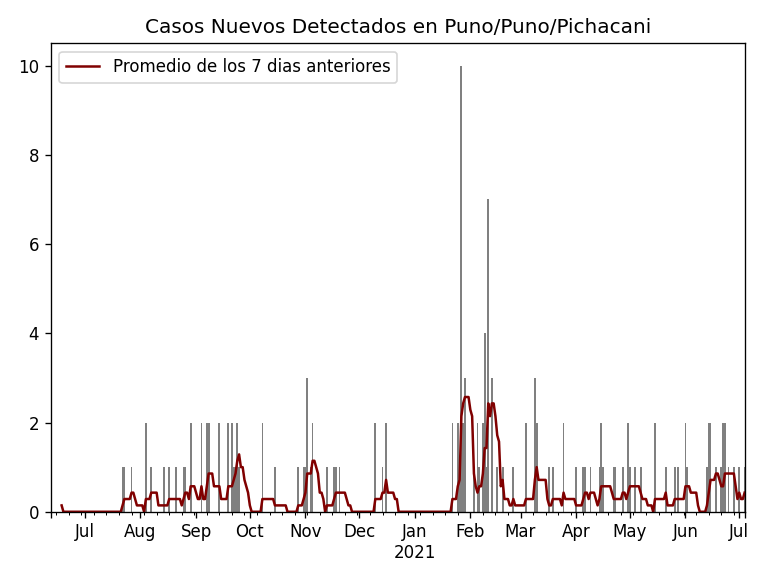 Casos Nuevos Detectados en Puno/Puno/Pichacani
Promedio de los 7 dias anteriores
10
8
6
4
2
0
Jul Aug Sep Oct Nov Dec Jan Feb Mar Apr May Jun Jul
2021